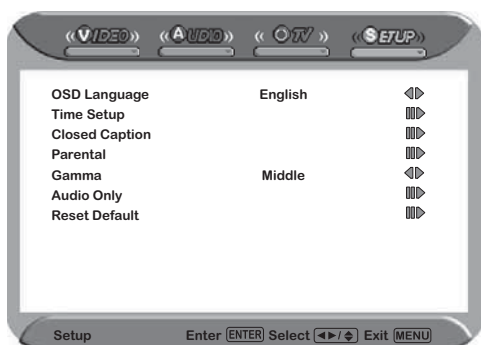 VIDEO AUDIO TV SETUP
OSD Language English
Time Setup
Closed Caption
Parental
Gamma Middle
Audio Only
Reset Default
Setup Enter ENTER Select ◄►/♦ Exit MENU